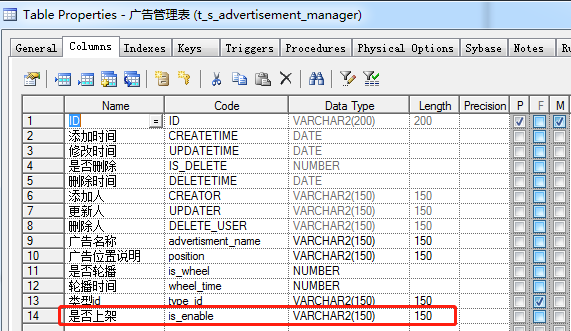 Table Properties - 广告管理表 (t_s_advertisement_manager)
General Columns Indexes Keys Triggers Procedures Physical Options Sybase Notes
Name Code Data Type Length Precision P F M
1 ID = ID VARCHAR2(200) 200
2 添加时间 CREATETIME DATE
3 修改时间 UPDATETIME DATE
4 是否删除 IS_DELETE NUMBER
5 删除时间 DELETETIME DATE
6 添加人 CREATOR VARCHAR2(150) 150
7 更新人 UPDATER VARCHAR2(150) 150
8 删除人 DELETE_USER VARCHAR2(150) 150
9 广告名称 advertisment_name VARCHAR2(150) 150
10 广告位置说明 position VARCHAR2(150) 150
11 是否轮播 is_wheel NUMBER
12 轮播时间 wheel_time NUMBER
13 类型id type_id VARCHAR2(150) 150
14 是否上架 is_enable VARCHAR2(150) 150